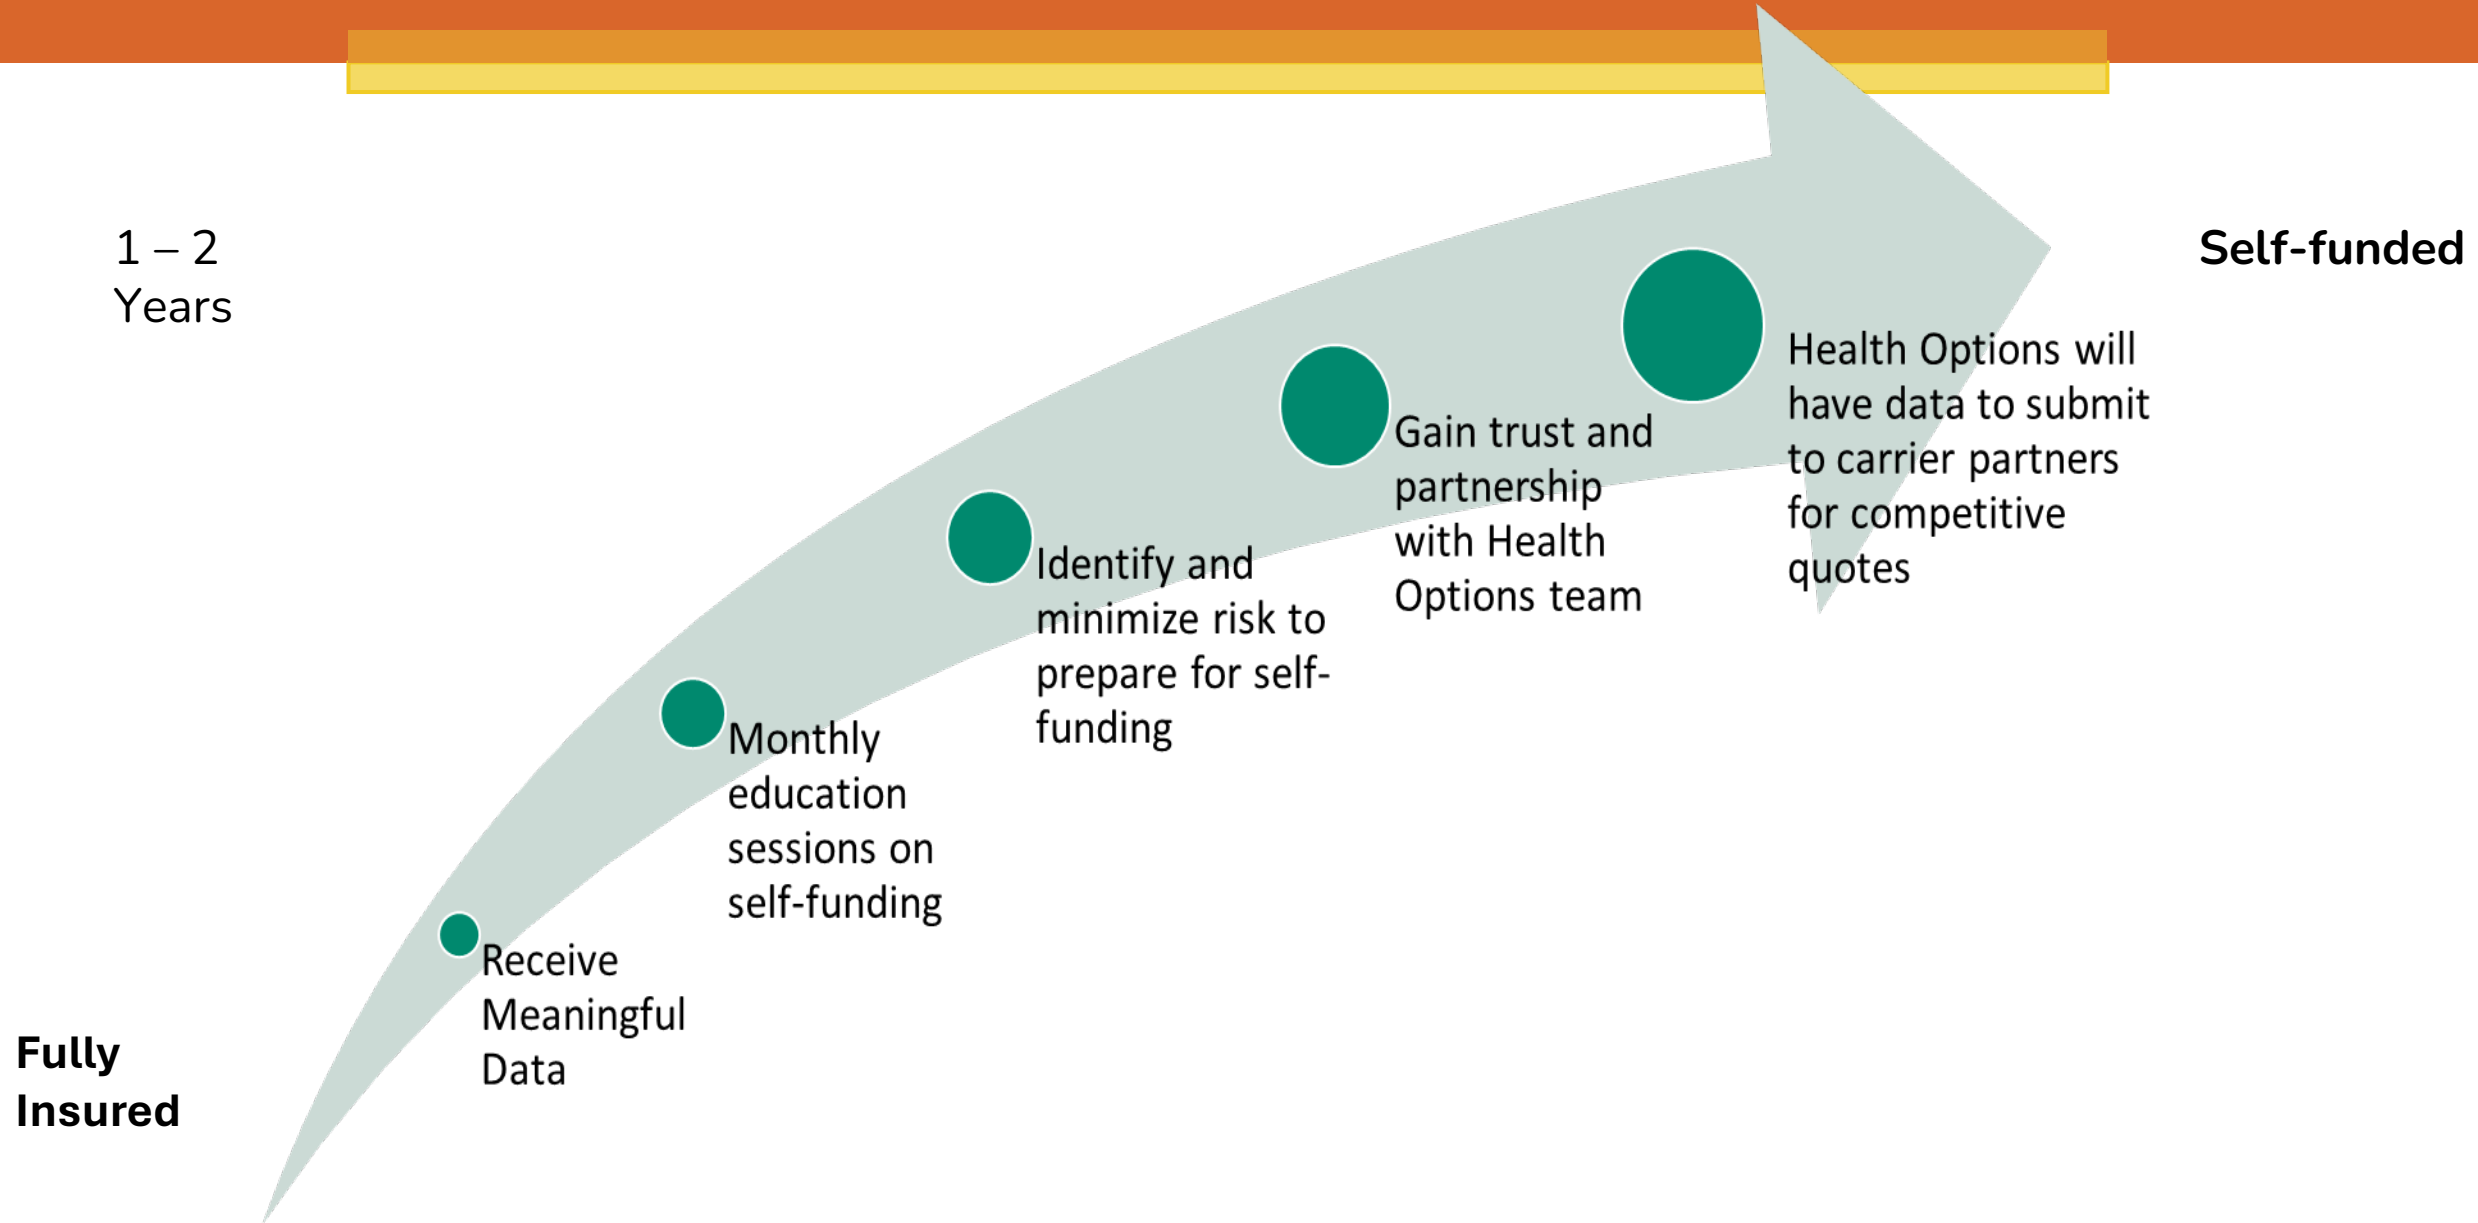 1 – 2
Years
Self-funded
Health Options will
have data to submit
to carrier partners
for competitive
quotes
Gain trust and
partnership
with Health
Options team
Identify and
minimize risk to
prepare for self-
funding
Monthly
education
sessions on
self-funding
Receive
Meaningful
Data
Fully
Insured